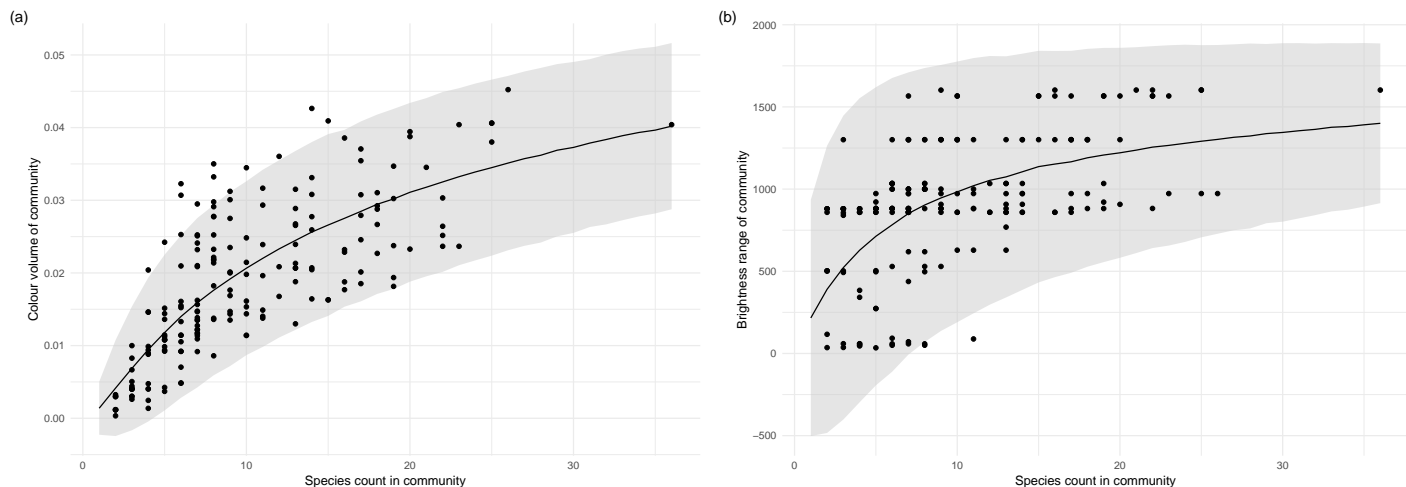 (a)
Colour volume of community
0.05
0.04
0.03
0.02
0.01
0.00
0 10 20 30
Species count in community
(b)
Brightness range of community
2000
1500
1000
500
0
−500
0 10 20 30
Species count in community